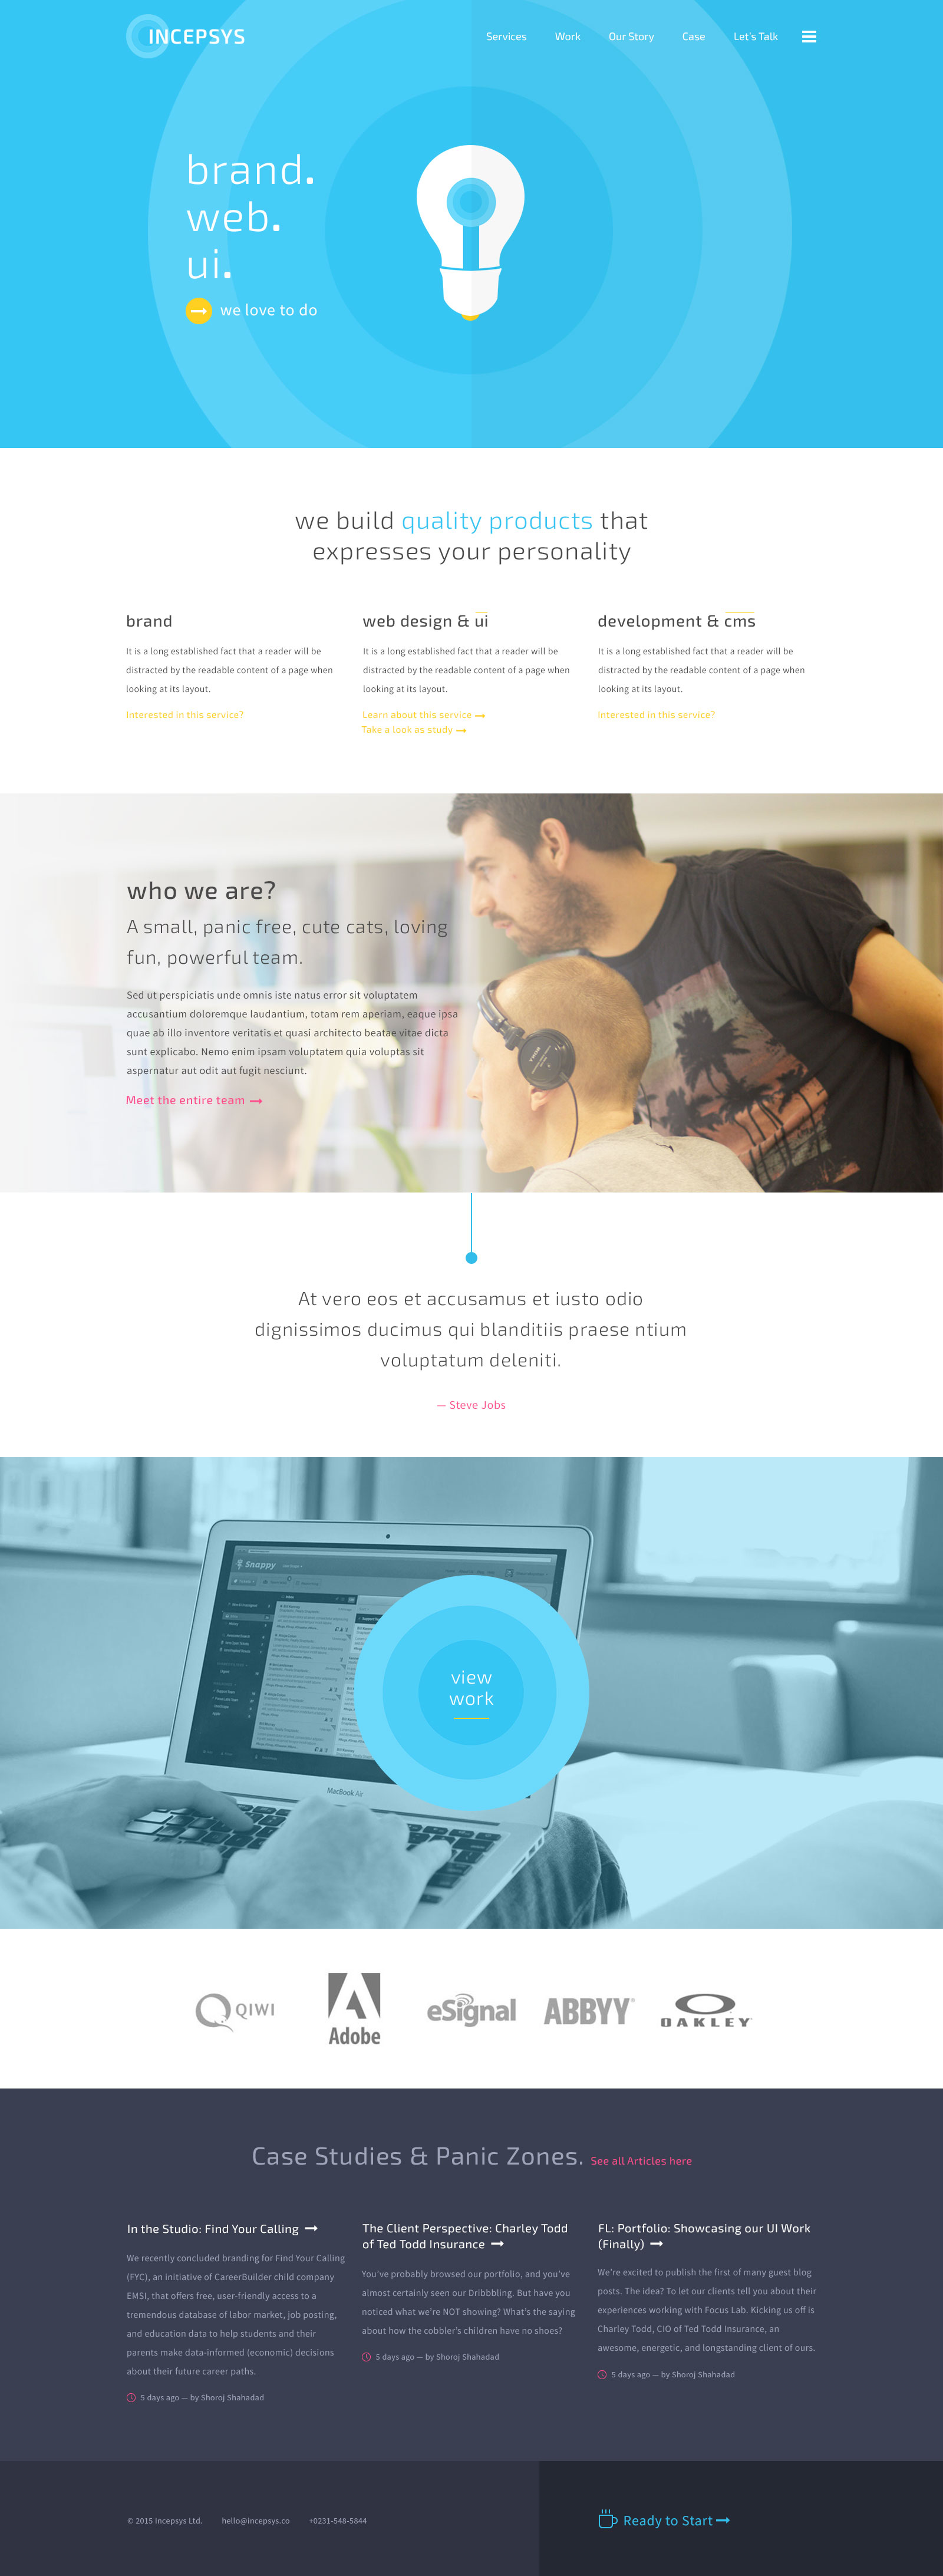 INCEPSYS
Services Work Our Story Case Let's Talk
brand.
web.
ui.
we love to do
we build quality products that
expresses your personality
brand
It is a long established fact that a reader will be
distracted by the readable content of a page when
looking at its layout.
Interested in this service?
web design & ui
It is a long established fact that a reader will be
distracted by the readable content of a page when
looking at its layout.
Learn about this service
Take a look as study
development & cms
It is a long established fact that a reader will be
distracted by the readable content of a page when
looking at its layout.
Interested in this service?
who we are?
A small, panic free, cute cats, loving
fun, powerful team.
Sed ut perspiciatis unde omnis iste natus error sit voluptatem
accusantium doloremque laudantium, totam rem aperiam, eaque ipsa
quae ab illo inventore veritatis et quasi architecto beatae vitae dicta
sunt explicabo. Nemo enim ipsam voluptatem quia voluptas sit
aspernatur aut odit aut fugit nesciunt.
Meet the entire team
At vero eos et accusamus et iusto odio
dignissimos ducimus qui blanditiis praese ntium
voluptatum deleniti.
— Steve Jobs
Snappy
view
work
MacBook Air
QIWI
Adobe
eSignal
ABBYY®
OAKLEY
Case Studies & Panic Zones. See all Articles here
In the Studio: Find Your Calling
We recently concluded branding for Find Your Calling
(FYC), an initiative of CareerBuilder child company
EMSI, that offers free, user-friendly access to a
tremendous database of labor market, job posting,
and education data to help students and their
parents make data-informed (economic) decisions
about their future career paths.
5 days ago — by Shoroj Shahadad
The Client Perspective: Charley Todd
of Ted Todd Insurance
You've probably browsed our portfolio, and you've
almost certainly seen our Dribbbling. But have you
noticed what we're NOT showing? What's the saying
about how the cobbler's children have no shoes?
5 days ago — by Shoroj Shahadad
FL: Portfolio: Showcasing our UI Work
(Finally)
We're excited to publish the first of many guest blog
posts. The idea? To let our clients tell you about their
experiences working with Focus Lab. Kicking us off is
Charley Todd, CIO of Ted Todd Insurance, an
awesome, energetic, and longstanding client of ours.
5 days ago — by Shoroj Shahadad
© 2015 Incepsys Ltd. hello@incepsys.co +0231-548-5844
Ready to Start